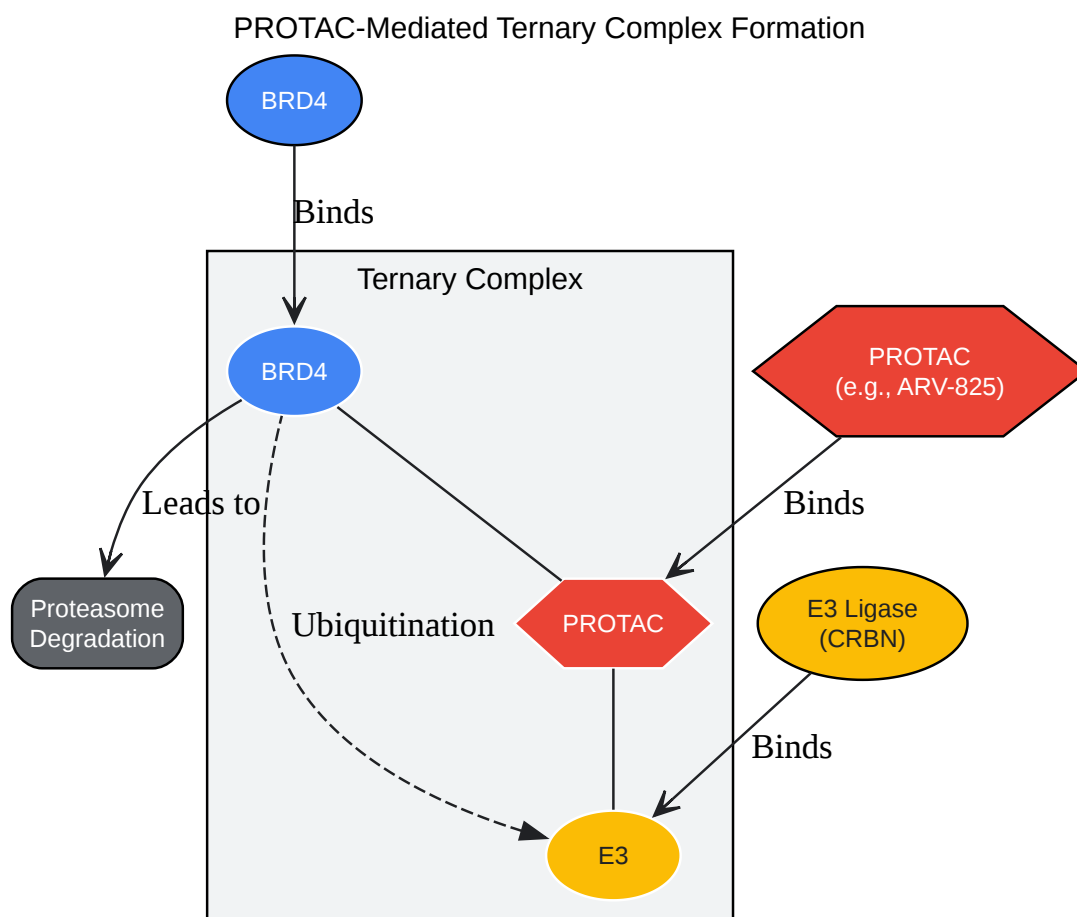 PROTAC-Mediated Ternary Complex Formation
BRD4
Binds
Ternary Complex
BRD4
PROTAC
(e.g., ARV-825)
Leads to
Binds
Proteasome
Degradation
Ubiquitination
PROTAC
E3 Ligase
(CRBN)
Binds
E3